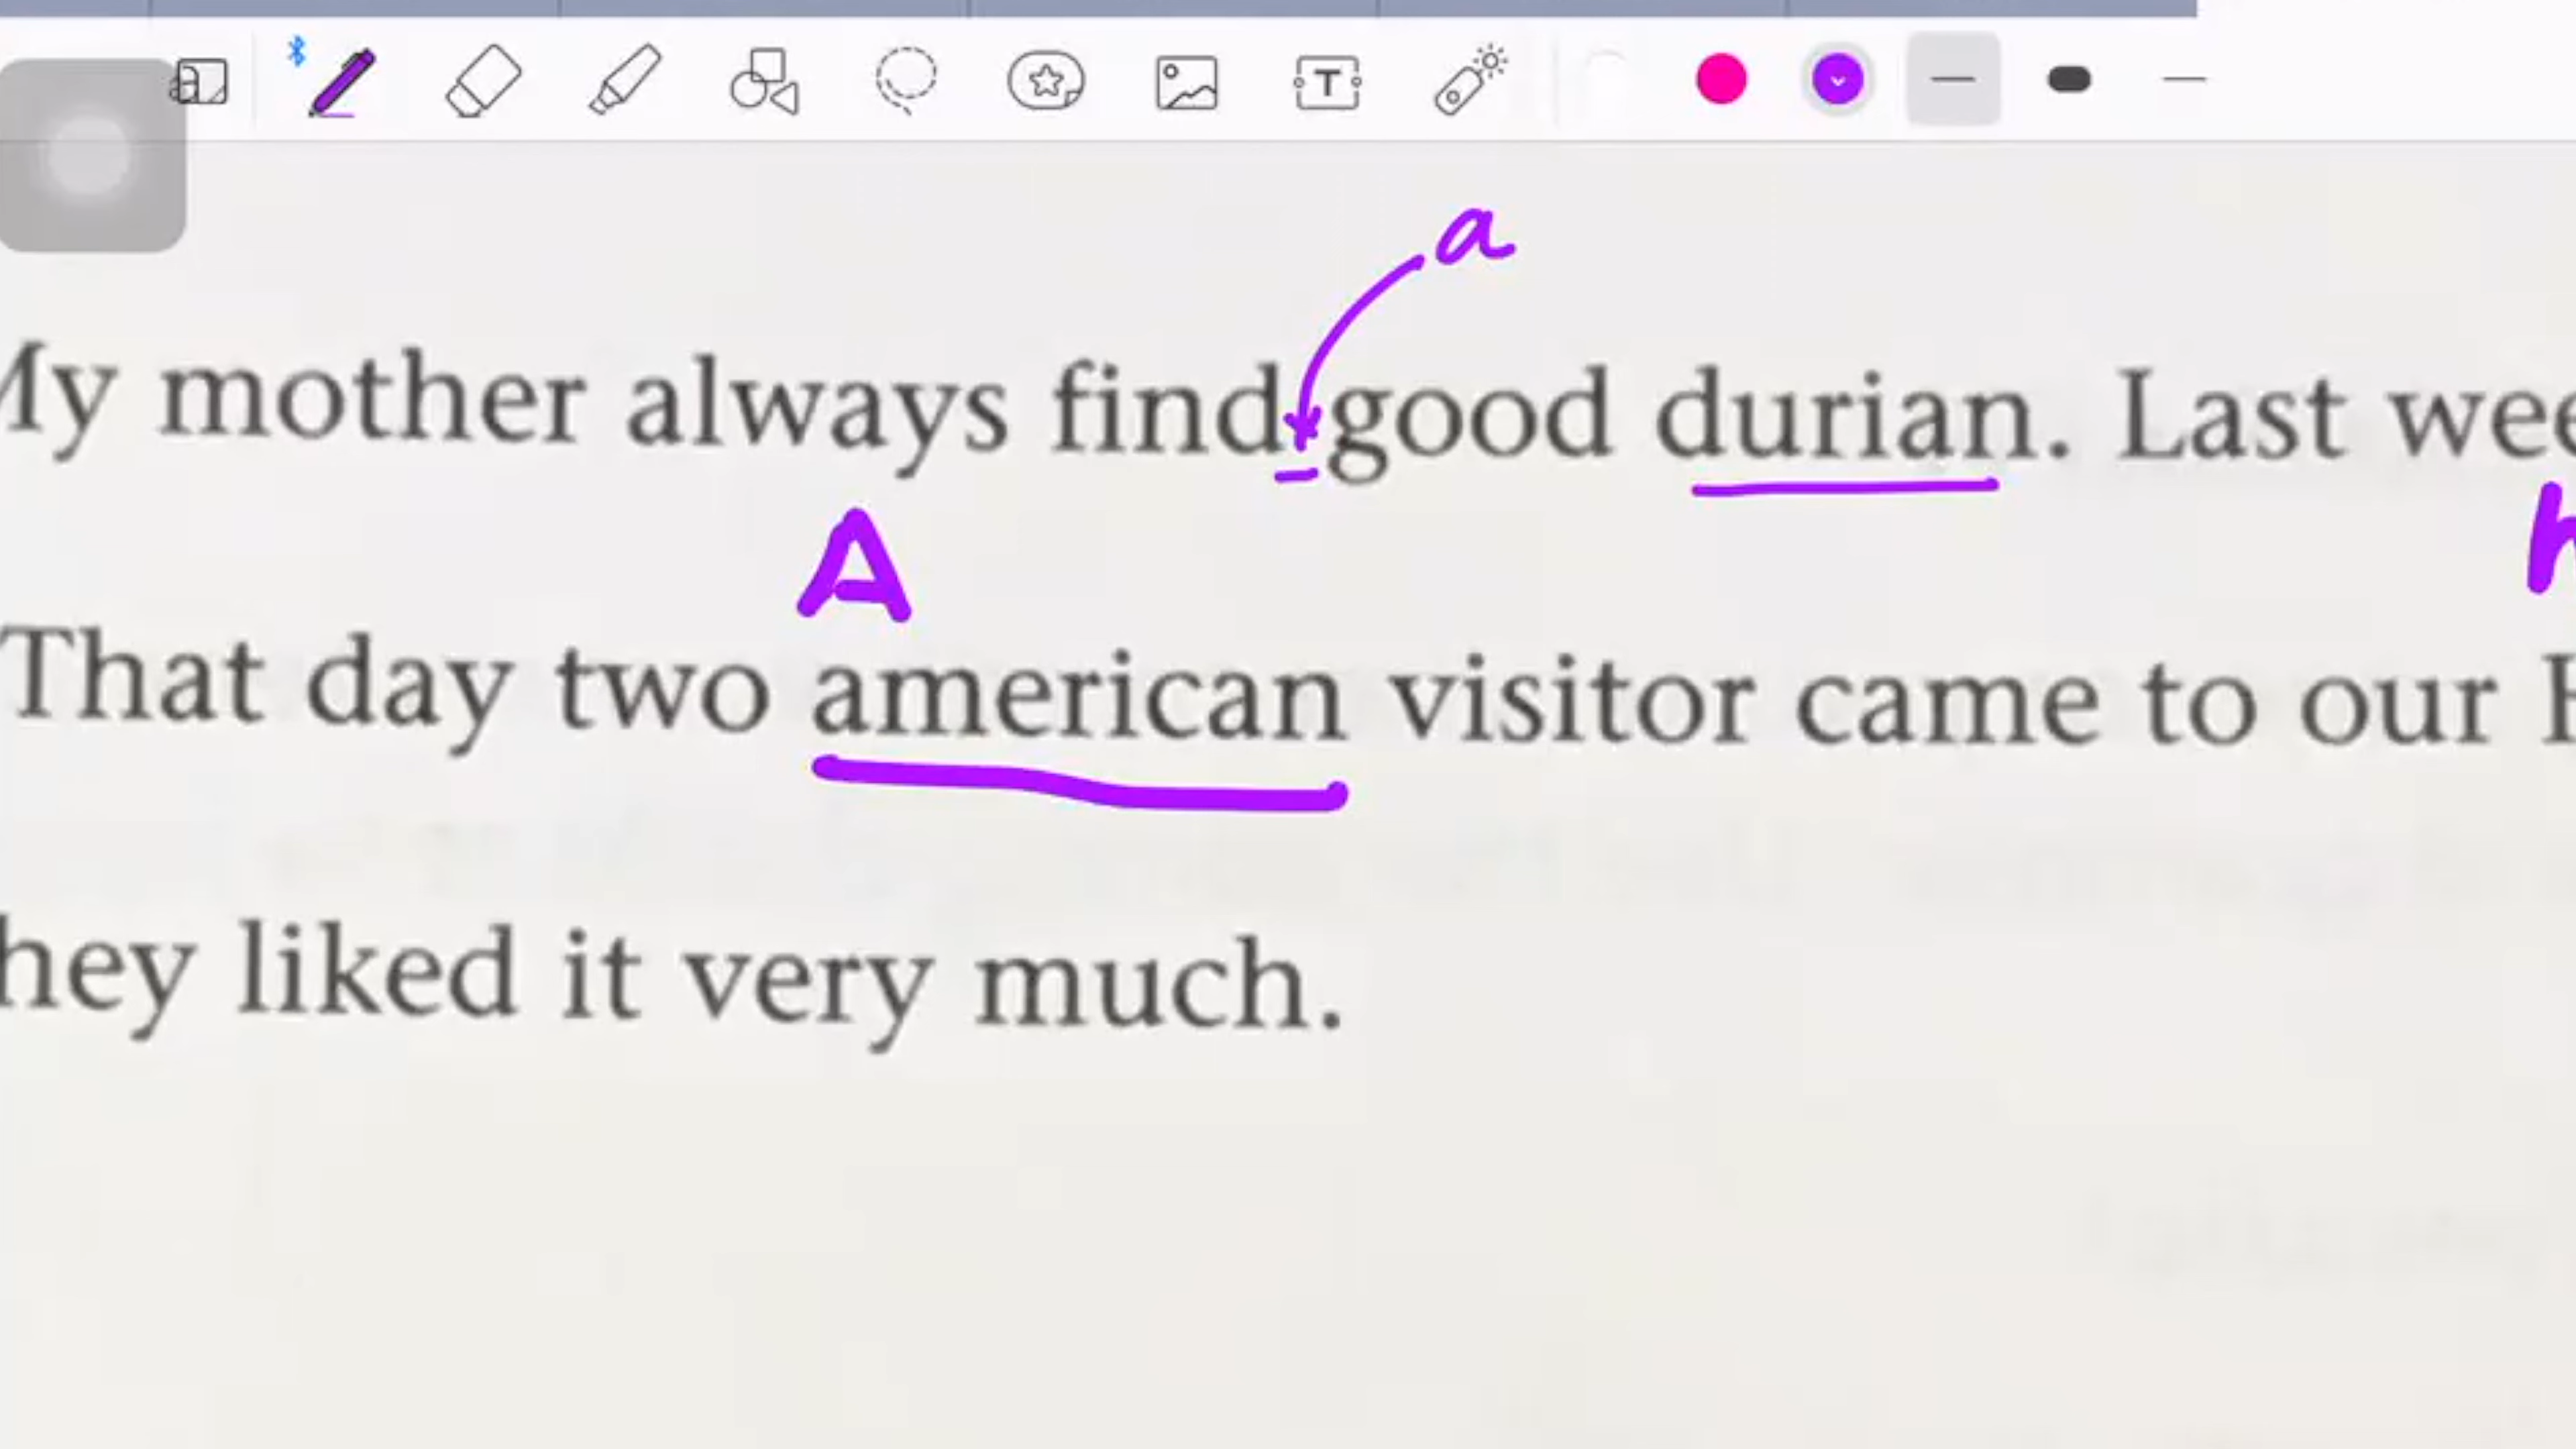 a
My mother always find good durian. Last wee
A
That day two american visitor came to our
hey liked it very much.